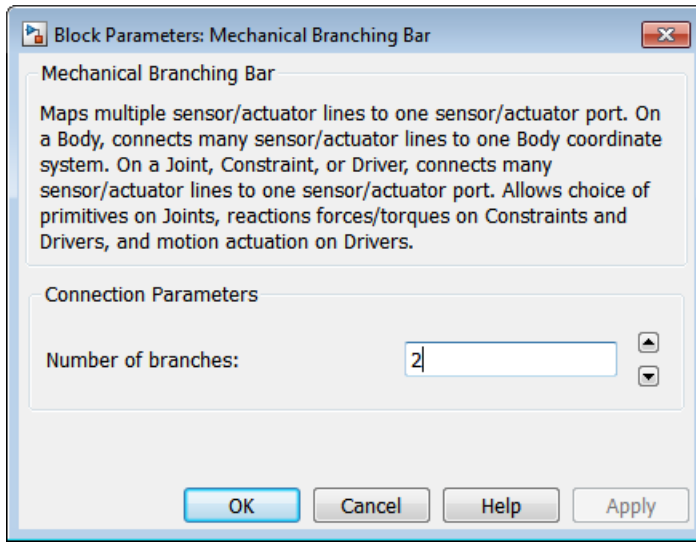 Block Parameters: Mechanical Branching Bar
Mechanical Branching Bar
Maps multiple sensor/actuator lines to one sensor/actuator port. On
a Body, connects many sensor/actuator lines to one Body coordinate
system. On a Joint, Constraint, or Driver, connects many
sensor/actuator lines to one sensor/actuator port. Allows choice of
primitives on Joints, reactions forces/torques on Constraints and
Drivers, and motion actuation on Drivers.
Connection Parameters
Number of branches: 2
OK Cancel Help Apply